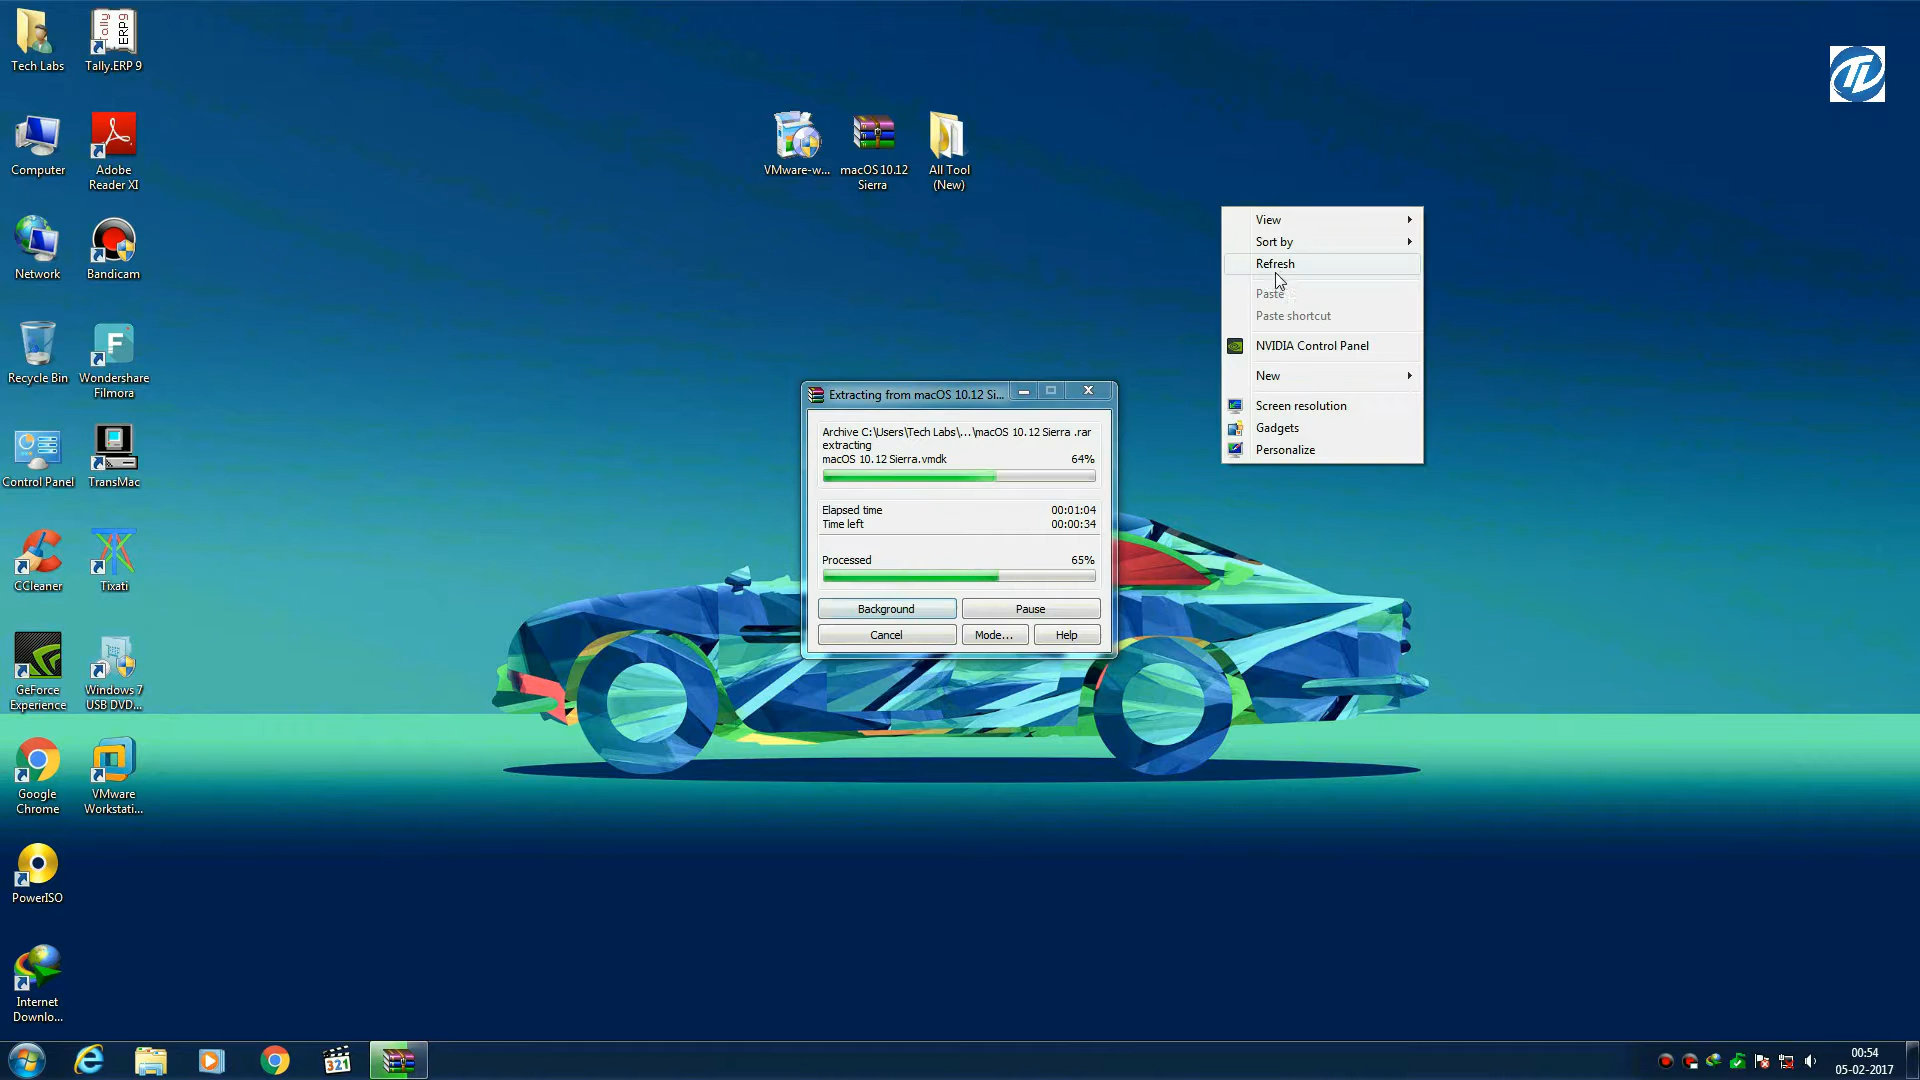 Tech Labs
Tally.ERP 9
Computer
Adobe
Reader XI
Network
Bandicam
Recycle Bin
Wondershare
Filmora
Control Panel
TransMac
CCleaner
Tixati
GeForce
Experience
Windows 7
USB DVD...
Google
Chrome
VMware
Workstati...
PowerISO
Internet
Downlo...
VMware-w...
macOS 10.12
Sierra
All Tool
(New)
View
Sort by
Refresh
Paste
Paste shortcut
NVIDIA Control Panel
New
Screen resolution
Gadgets
Personalize
Extracting from macOS 10.12 Si...
Archive C:\Users\Tech Labs\...\macOS 10.12 Sierra .rar
extracting
macOS 10.12 Sierra.vmdk 64%
Elapsed time 00:01:04
Time left 00:00:34
Processed 65%
Background Pause
Cancel Mode... Help
321
00:54
05-02-2017
Tally
ERP9
TL